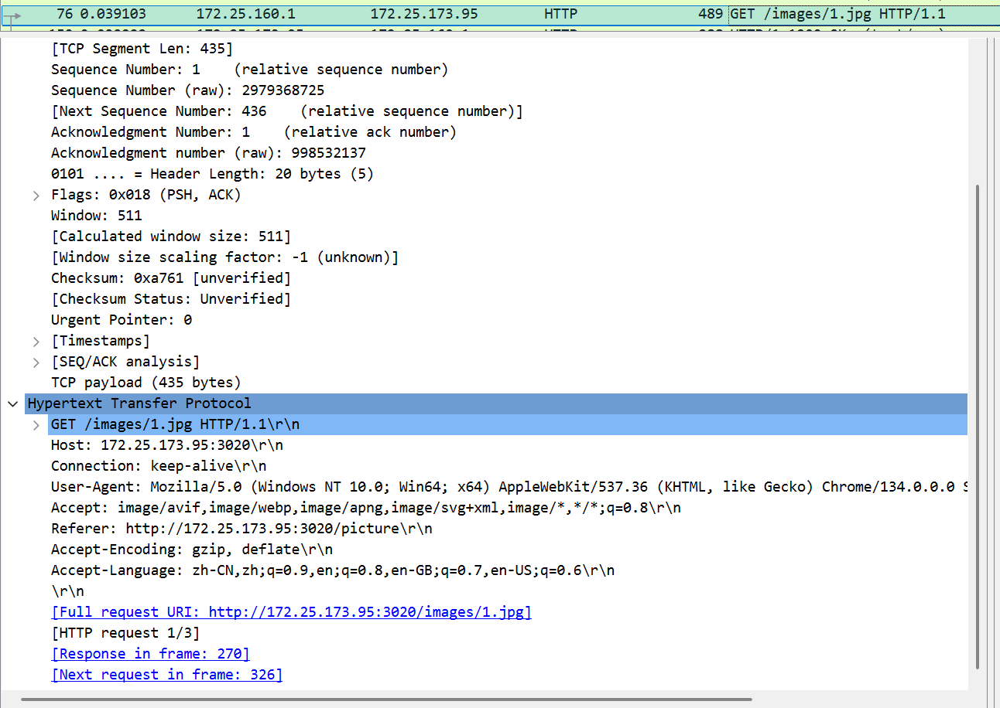 76 0.039103 172.25.160.1 172.25.173.95 HTTP 489 GET /images/1.jpg HTTP/1.1
[TCP Segment Len: 435]
Sequence Number: 1    (relative sequence number)
Sequence Number (raw): 2979368725
[Next Sequence Number: 436    (relative sequence number)]
Acknowledgment Number: 1    (relative ack number)
Acknowledgment number (raw): 998532137
0101 .... = Header Length: 20 bytes (5)
Flags: 0x018 (PSH, ACK)
Window: 511
[Calculated window size: 511]
[Window size scaling factor: -1 (unknown)]
Checksum: 0xa761 [unverified]
[Checksum Status: Unverified]
Urgent Pointer: 0
[Timestamps]
[SEQ/ACK analysis]
TCP payload (435 bytes)
Hypertext Transfer Protocol
GET /images/1.jpg HTTP/1.1\r\n
Host: 172.25.173.95:3020\r\n
Connection: keep-alive\r\n
User-Agent: Mozilla/5.0 (Windows NT 10.0; Win64; x64) AppleWebKit/537.36 (KHTML, like Gecko) Chrome/134.0.0.0 S
Accept: image/avif,image/webp,image/apng,image/svg+xml,image/*,*/*;q=0.8\r\n
Referer: http://172.25.173.95:3020/picture\r\n
Accept-Encoding: gzip, deflate\r\n
Accept-Language: zh-CN,zh;q=0.9,en;q=0.8,en-GB;q=0.7,en-US;q=0.6\r\n
\r\n
[Full request URI: http://172.25.173.95:3020/images/1.jpg]
[HTTP request 1/3]
[Response in frame: 270]
[Next request in frame: 326]